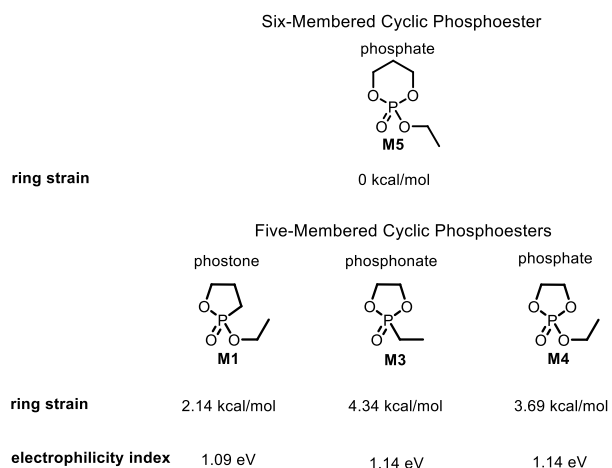 Six-Membered Cyclic Phosphoester
phosphate
O O
P
O O
M5
ring strain 0 kcal/mol
Five-Membered Cyclic Phosphoesters
phostone phosphonate phosphate
O O O O O
P P P
O O O O O
M1 M3 M4
ring strain 2.14 kcal/mol 4.34 kcal/mol 3.69 kcal/mol
electrophilicity index 1.09 eV 1.14 eV 1.14 eV